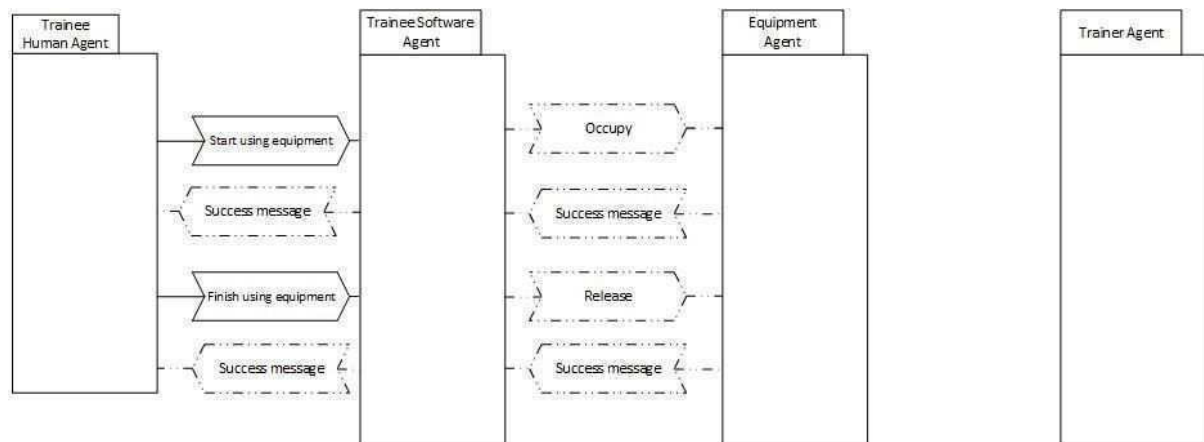 Trainee
Human Agent
Trainee Software
Agent
Equipment
Agent
Trainer Agent
Start using equipment
Occupy
Success message
Success message
Finish using equipment
Release
Success message
Success message